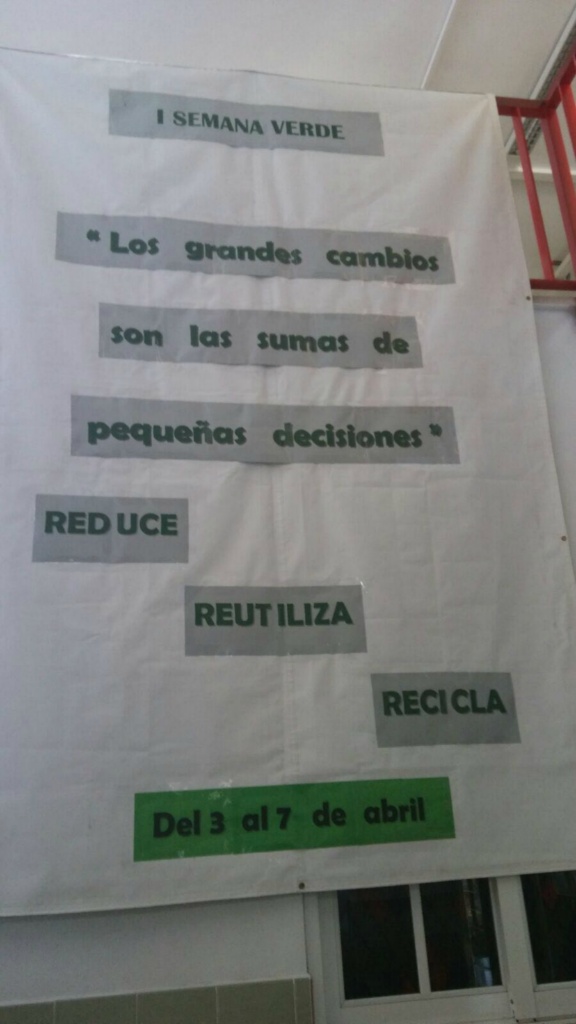 I SEMANA VERDE
“Los grandes cambios
son las sumas de
pequeñas decisiones”
REDUCE
REUTILIZA
RECICLA
Del 3 al 7 de abril